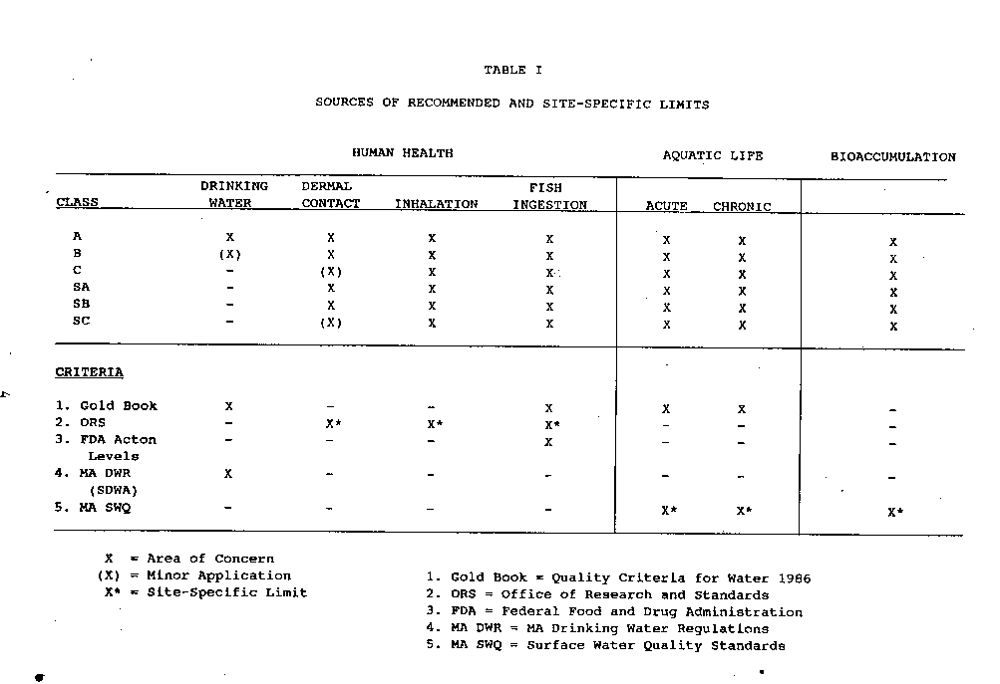 TABLE I
SOURCES OF RECOMMENDED AND SITE-SPECIFIC LIMITS
HUMAN HEALTH AQUATIC LIFE BIOACCUMULATION
DRINKING DERMAL FISH
CLASS WATER CONTACT INHALATION INGESTION ACUTE CHRONIC
A X X X X X X X
B (X) X X X X X X
C - (X) X X X X X
SA - X X X X X X
SB - X X X X X X
SC - (X) X X X X X
CRITERIA
1. Gold Book X - - X X X -
2. ORS - X* X* X* - - -
3. FDA Acton - - - X - - -
Levels
4. MA DWR X - - - - - -
(SDWA)
5. MA SWQ - - - - X* X* X*
X = Area of Concern
(X) = Minor Application
X* = Site-Specific Limit
1. Gold Book = Quality Criteria for Water 1986
2. ORS = Office of Research and Standards
3. FDA = Federal Food and Drug Administration
4. MA DWR = MA Drinking Water Regulations
5. MA SWQ = Surface Water Quality Standards